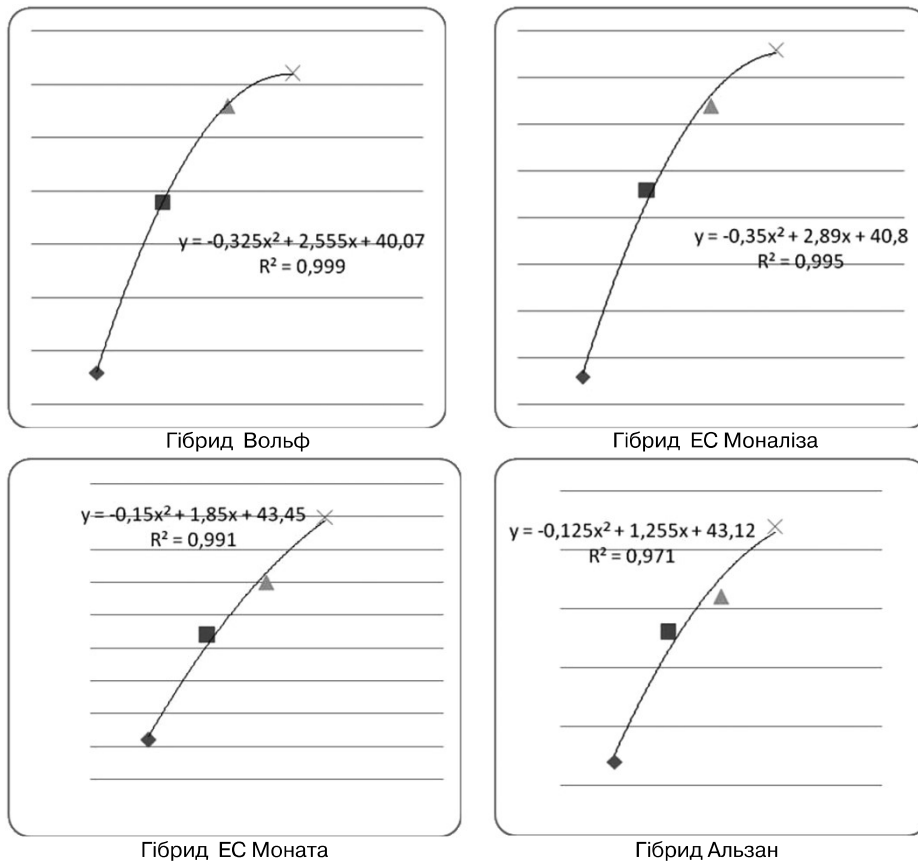 y = -0,325x² + 2,555x + 40,07
R² = 0,999
Гібрид Вольф
y = -0,35x² + 2,89x + 40,8
R² = 0,995
Гібрид ЕС Моналіза
y = -0,15x² + 1,85x + 43,45
R² = 0,991
Гібрид ЕС Моната
y = -0,125x² + 1,255x + 43,12
R² = 0,971
Гібрид Альзан